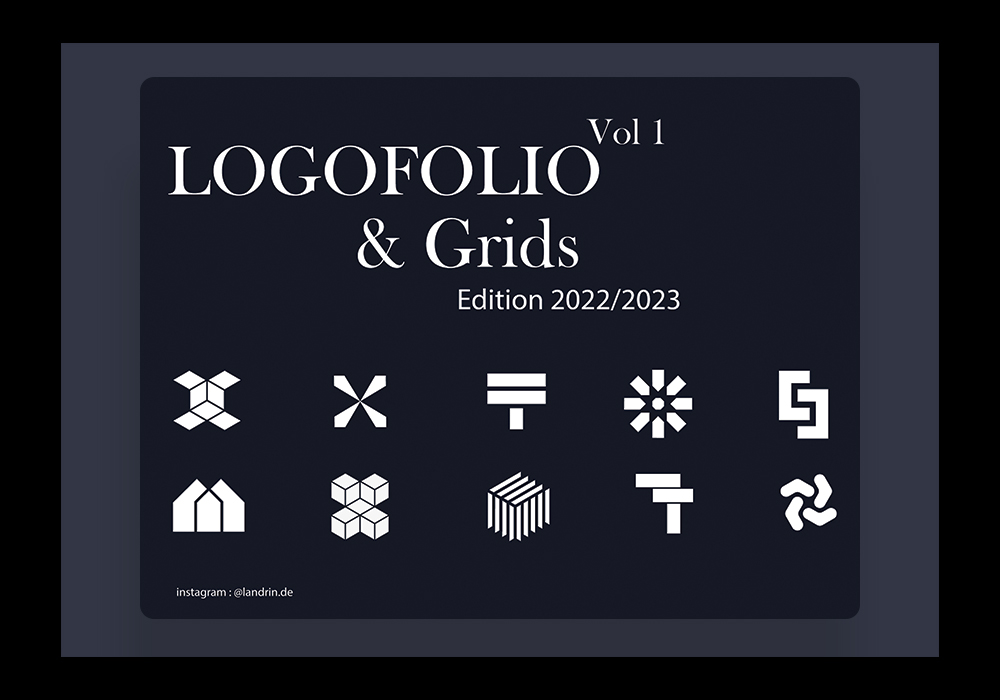 Vol 1
LOGOFOLIO
& Grids
Edition 2022/2023
instagram : @landrin.de